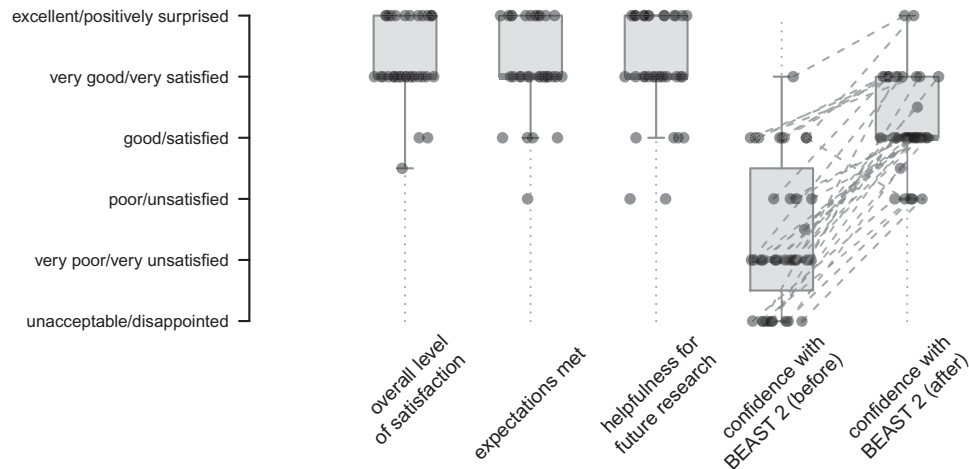 excellent/positively surprised
very good/very satisfied
good/satisfied
poor/unsatisfied
very poor/very unsatisfied
unacceptable/disappointed
overall level
of satisfaction
expectations met
helpfulness for
future research
confidence with
BEAST 2 (before)
confidence with
BEAST 2 (after)